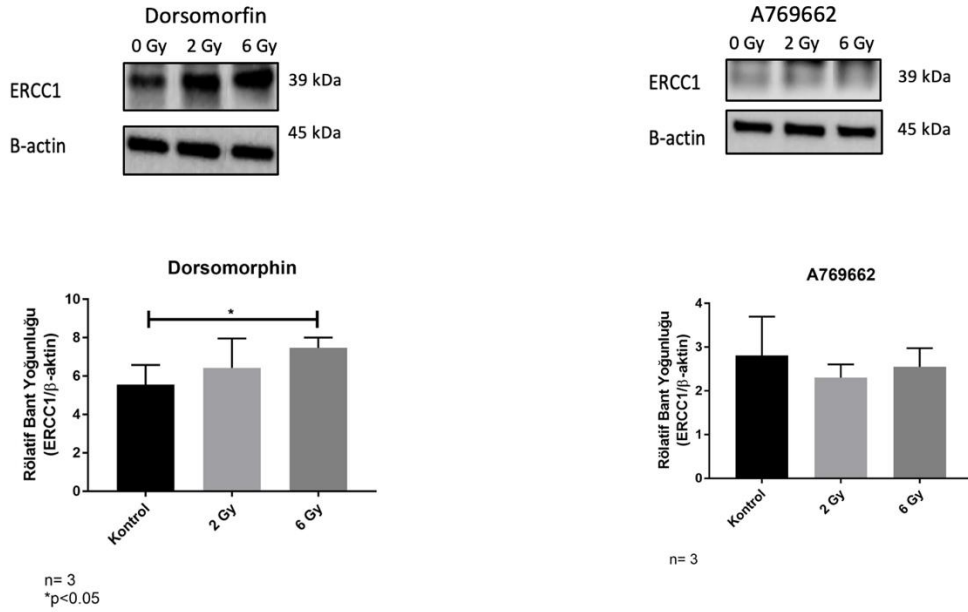 Dorsomorfin
0 Gy 2 Gy 6 Gy
ERCC1
39 kDa
B-actin
45 kDa
Dorsomorphin
Rölatif Bant Yoğunluğu
(ERCC1/β-aktin)
10
8
6
4
2
0
*
Kontrol
2 Gy
6 Gy
n= 3
*p<0.05
A769662
0 Gy 2 Gy 6 Gy
ERCC1
39 kDa
B-actin
45 kDa
A769662
Rölatif Bant Yoğunluğu
(ERCC1/β-aktin)
4
3
2
1
0
Kontrol
2 Gy
6 Gy
n= 3